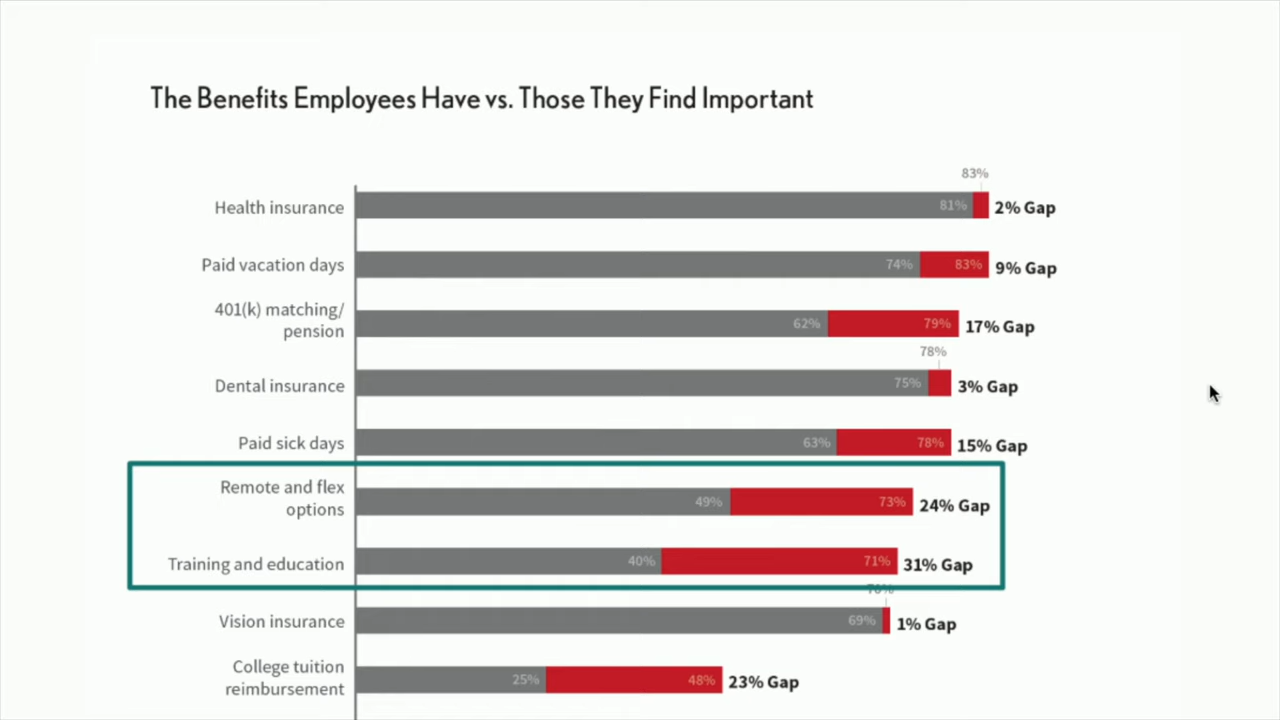 The Benefits Employees Have vs. Those They Find Important
83%
Health insurance 81% 2% Gap
Paid vacation days 74% 83% 9% Gap
401(k) matching/
pension 62% 79% 17% Gap
78%
Dental insurance 75% 3% Gap
Paid sick days 63% 78% 15% Gap
Remote and flex
options 49% 73% 24% Gap
Training and education 40% 71% 31% Gap
70%
Vision insurance 69% 1% Gap
College tuition
reimbursement 25% 48% 23% Gap